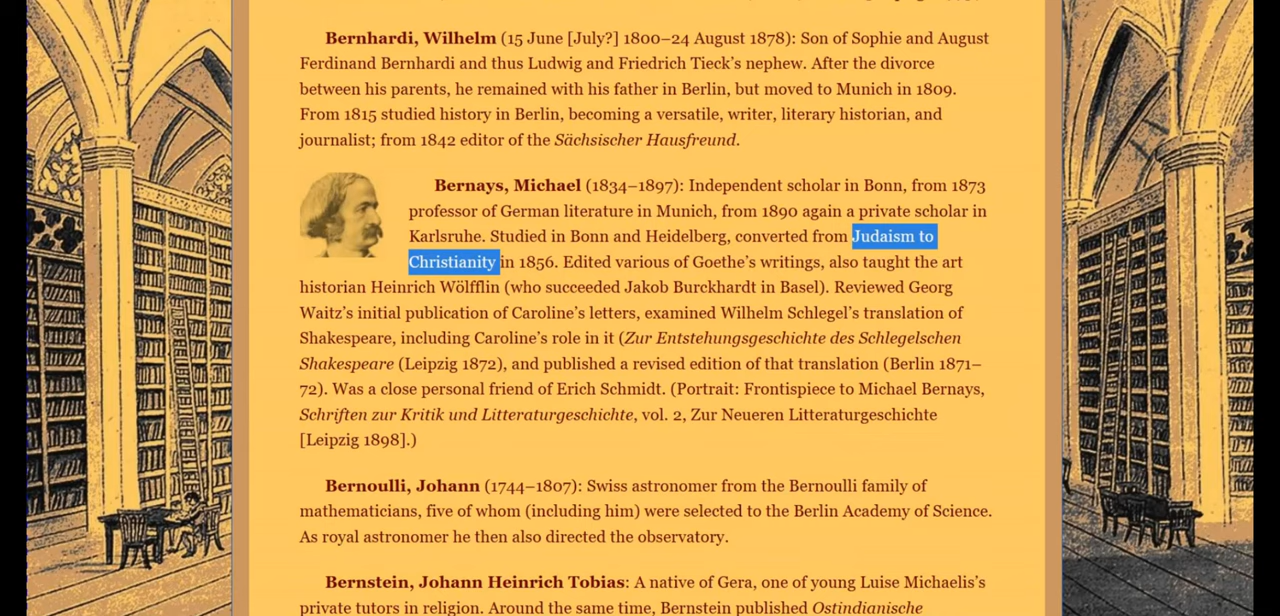 Bernhardi, Wilhelm (15 June [July?] 1800–24 August 1878): Son of Sophie and August
Ferdinand Bernhardi and thus Ludwig and Friedrich Tieck’s nephew. After the divorce
between his parents, he remained with his father in Berlin, but moved to Munich in 1809.
From 1815 studied history in Berlin, becoming a versatile, writer, literary historian, and
journalist; from 1842 editor of the Sächsischer Hausfreund.
Bernays, Michael (1834–1897): Independent scholar in Bonn, from 1873
professor of German literature in Munich, from 1890 again a private scholar in
Karlsruhe. Studied in Bonn and Heidelberg, converted from Judaism to
Christianity in 1856. Edited various of Goethe’s writings, also taught the art
historian Heinrich Wölfflin (who succeeded Jakob Burckhardt in Basel). Reviewed Georg
Waitz’s initial publication of Caroline’s letters, examined Wilhelm Schlegel’s translation of
Shakespeare, including Caroline’s role in it (Zur Entstehungsgeschichte des Schlegelschen
Shakespeare (Leipzig 1872), and published a revised edition of that translation (Berlin 1871–
72). Was a close personal friend of Erich Schmidt. (Portrait: Frontispiece to Michael Bernays,
Schriften zur Kritik und Litteraturgeschichte, vol. 2, Zur Neueren Litteraturgeschichte
[Leipzig 1898].)
Bernoulli, Johann (1744–1807): Swiss astronomer from the Bernoulli family of
mathematicians, five of whom (including him) were selected to the Berlin Academy of Science.
As royal astronomer he then also directed the observatory.
Bernstein, Johann Heinrich Tobias: A native of Gera, one of young Luise Michaelis’s
private tutors in religion. Around the same time, Bernstein published Ostindianische